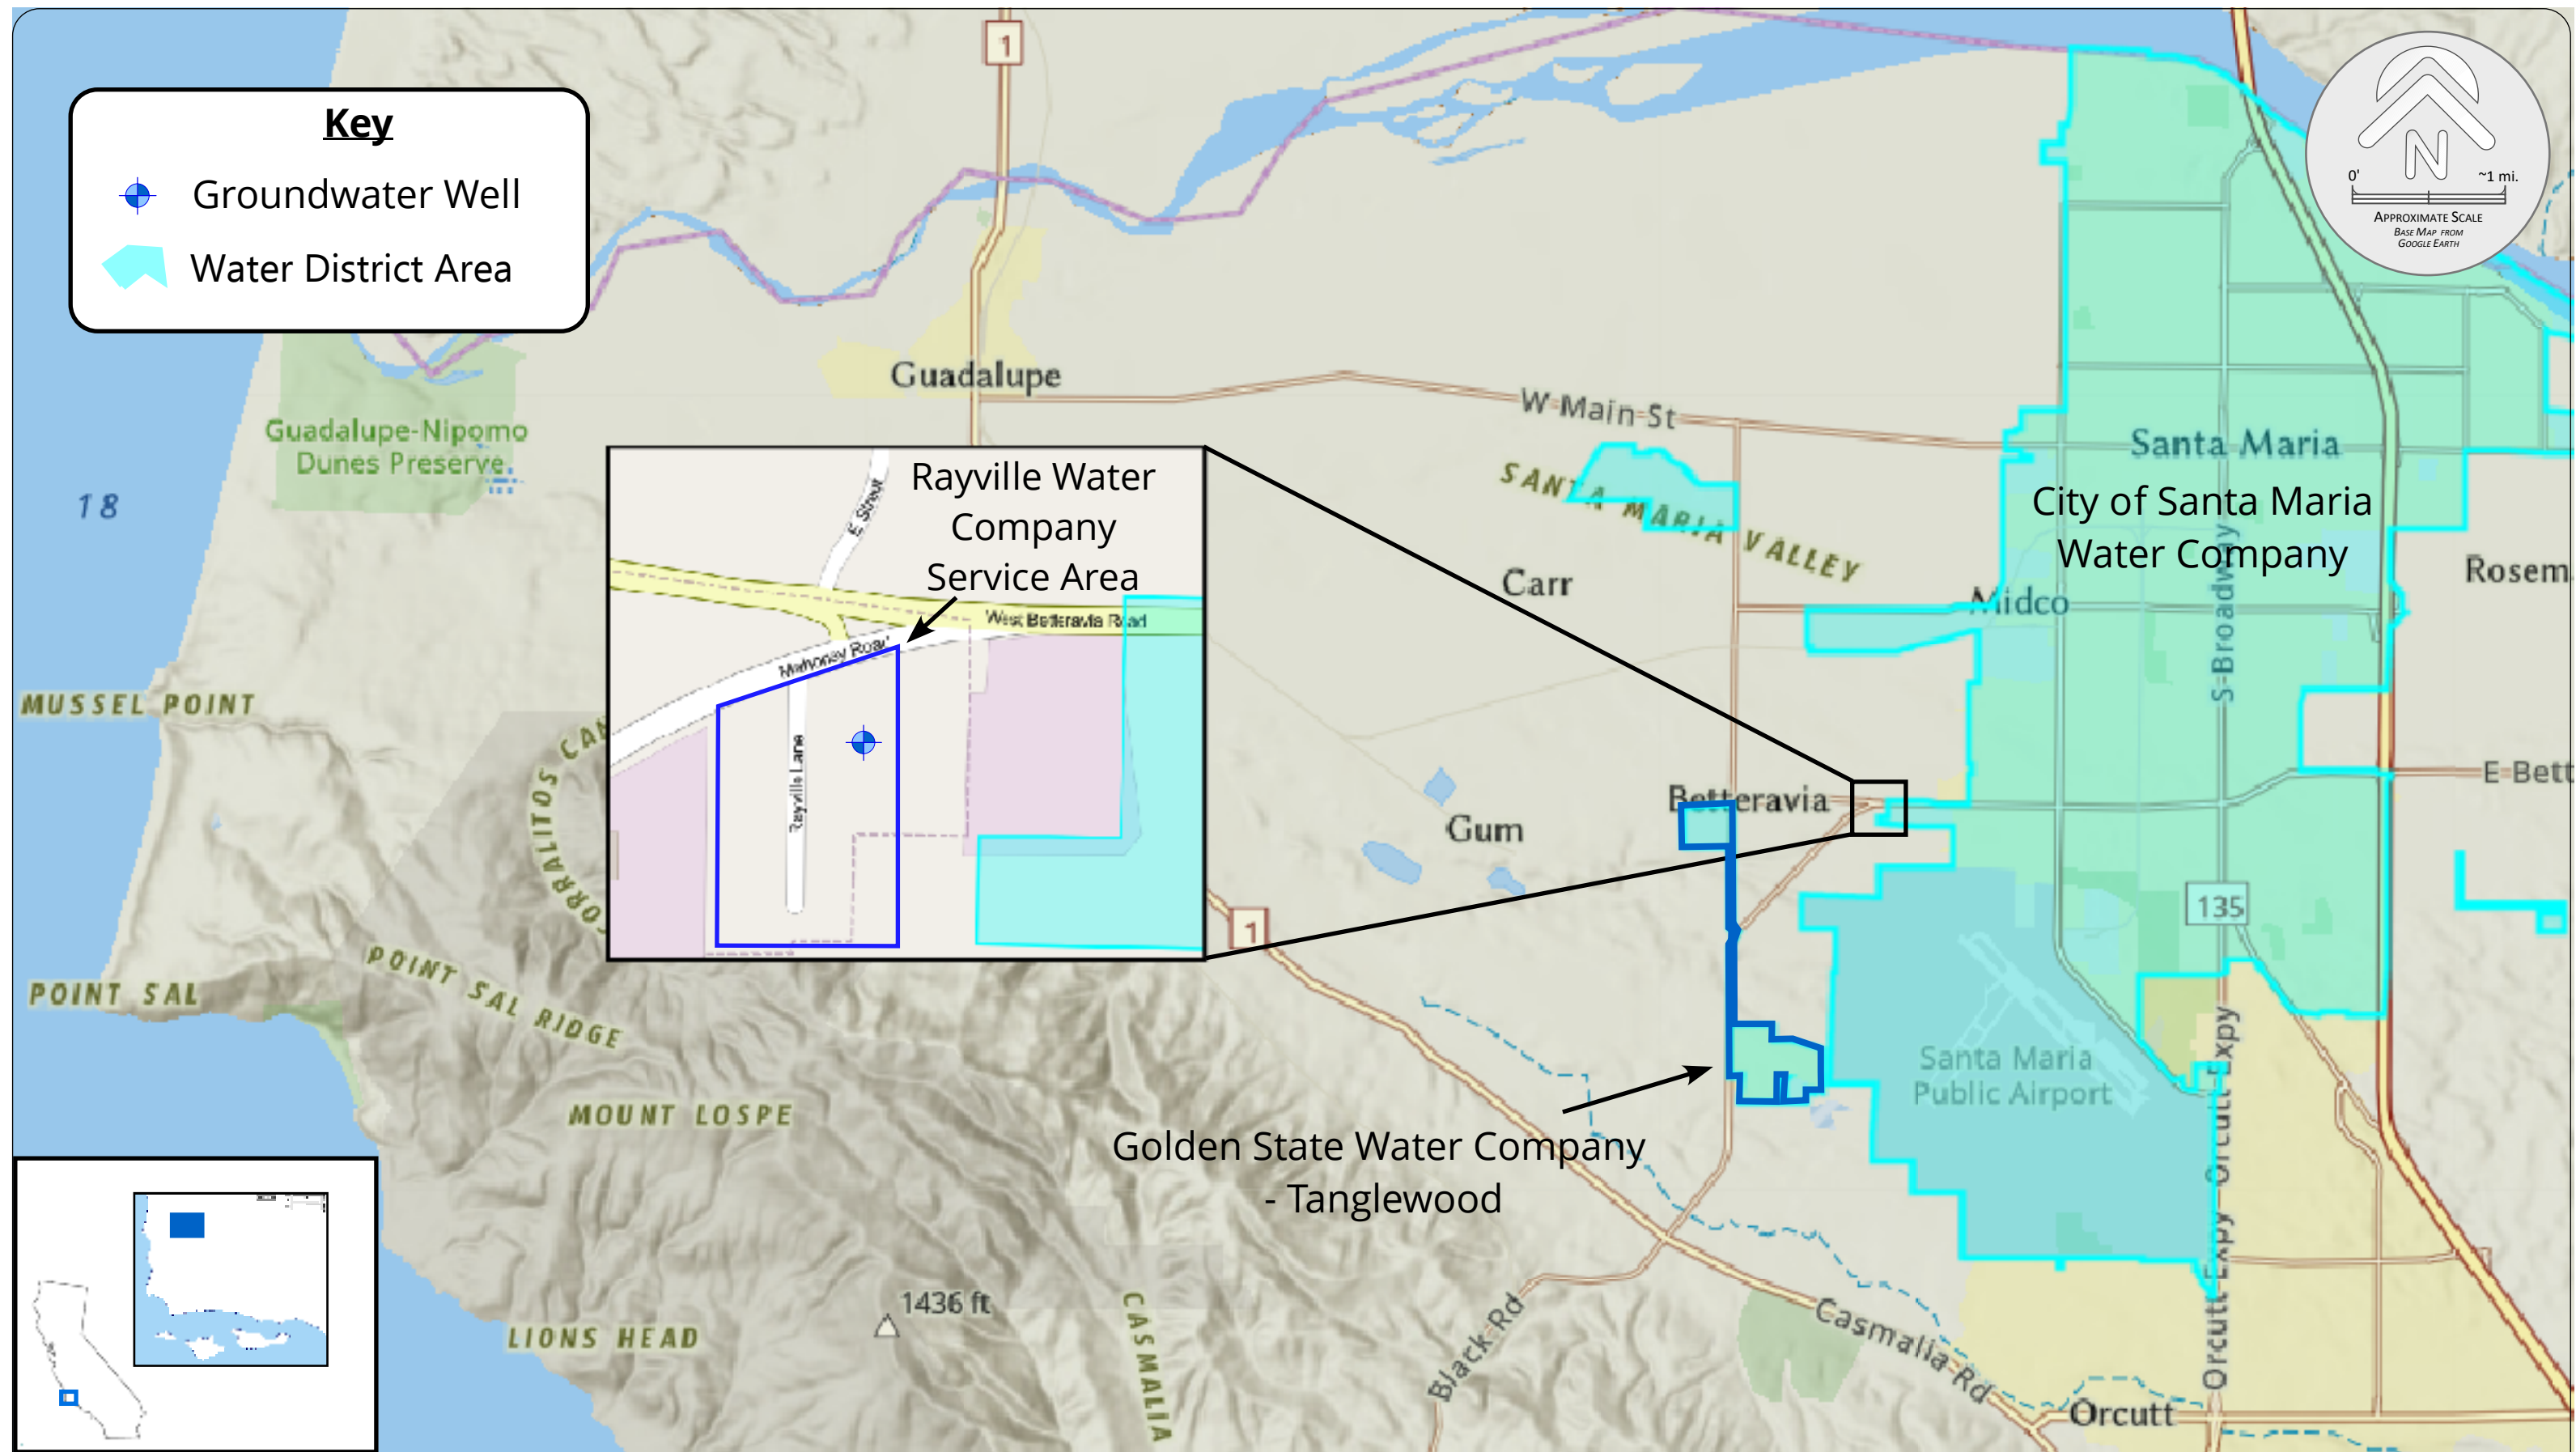 1
Key
Groundwater Well
Water District Area
N
0' ~1 mi.
APPROXIMATE SCALE
BASE MAP FROM
GOOGLE EARTH
Guadalupe
W Main St
Guadalupe-Nipomo
Dunes Preserve
18
Santa Maria
City of Santa Maria
Water Company
SANTA MARIA VALLEY
Rayville Water
Company
Service Area
E Street
West Betteravia Road
Mahoney Road
Rayville Lane
Carr
Midco
Rosem
S Broadway
MUSSEL POINT
CORRALITOS CAN
Betteravia
E Bett
Gum
135
1
POINT SAL
POINT SAL RIDGE
Santa Maria
Public Airport
MOUNT LOSPE
Golden State Water Company
- Tanglewood
Orcutt Expy
Orcutt Expy
1436 ft
LIONS HEAD
CASMALIA
Black Rd
Casmalia Rd
Orcutt